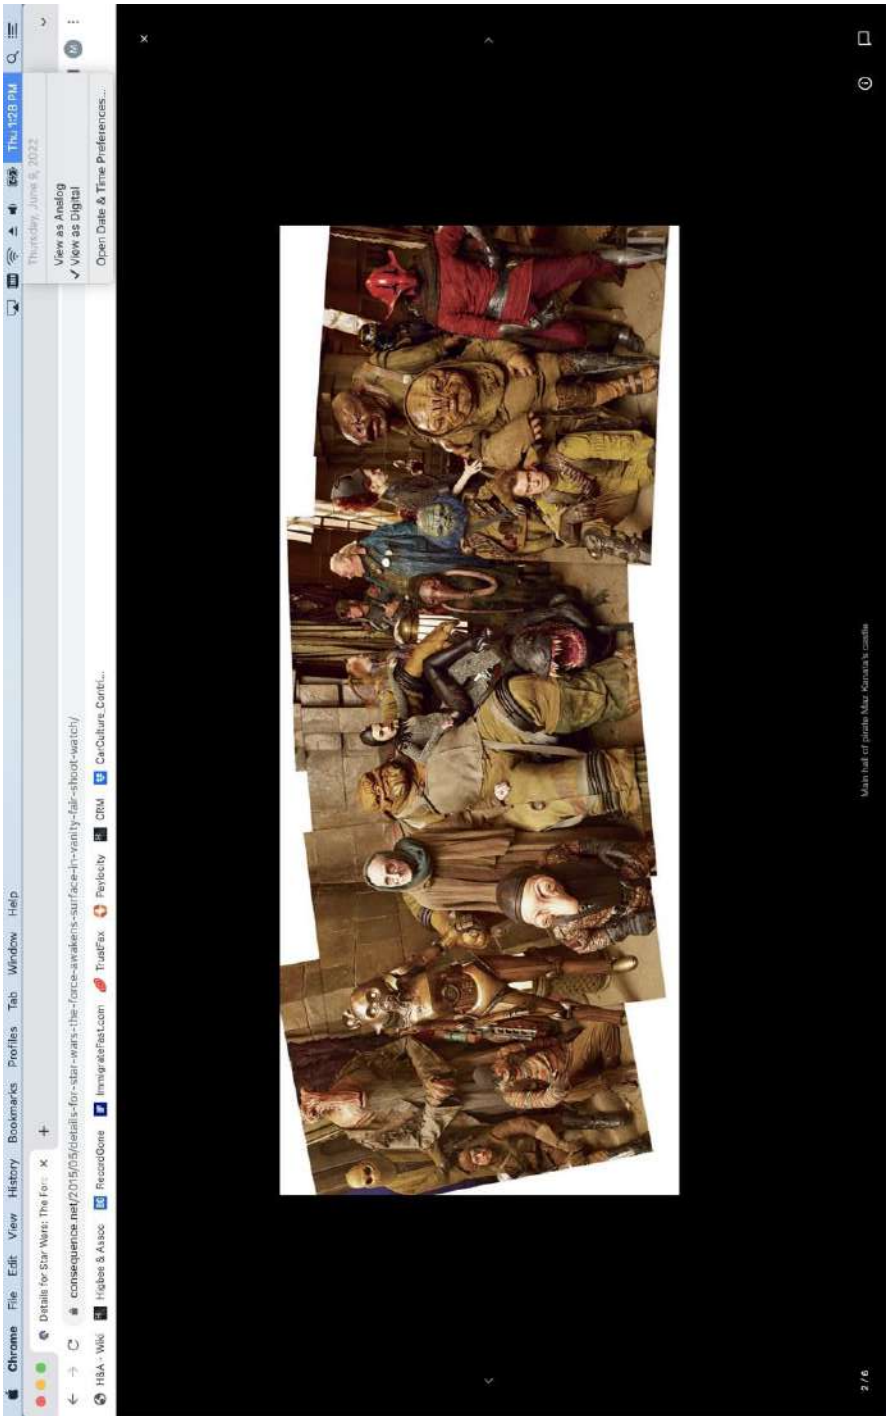 Chrome File Edit View History Bookmarks Profiles Tab Window Help
Thu 1:28 PM
Details for Star Wars: The Forc
Thursday, June 9, 2022
consequence.net/2015/05/details-for-star-wars-the-force-awakens-surface-in-vanity-fair-shoot-watch/
M
View as Analog
✓ View as Digital
H&A - Wiki Higbee & Assoc RecordGone ImmigrateFast.com TrustFax Paylocity CRM CarCulture_Contri...
Open Date & Time Preferences...
2 / 6
Main hall of pirate Maz Kanata's castle